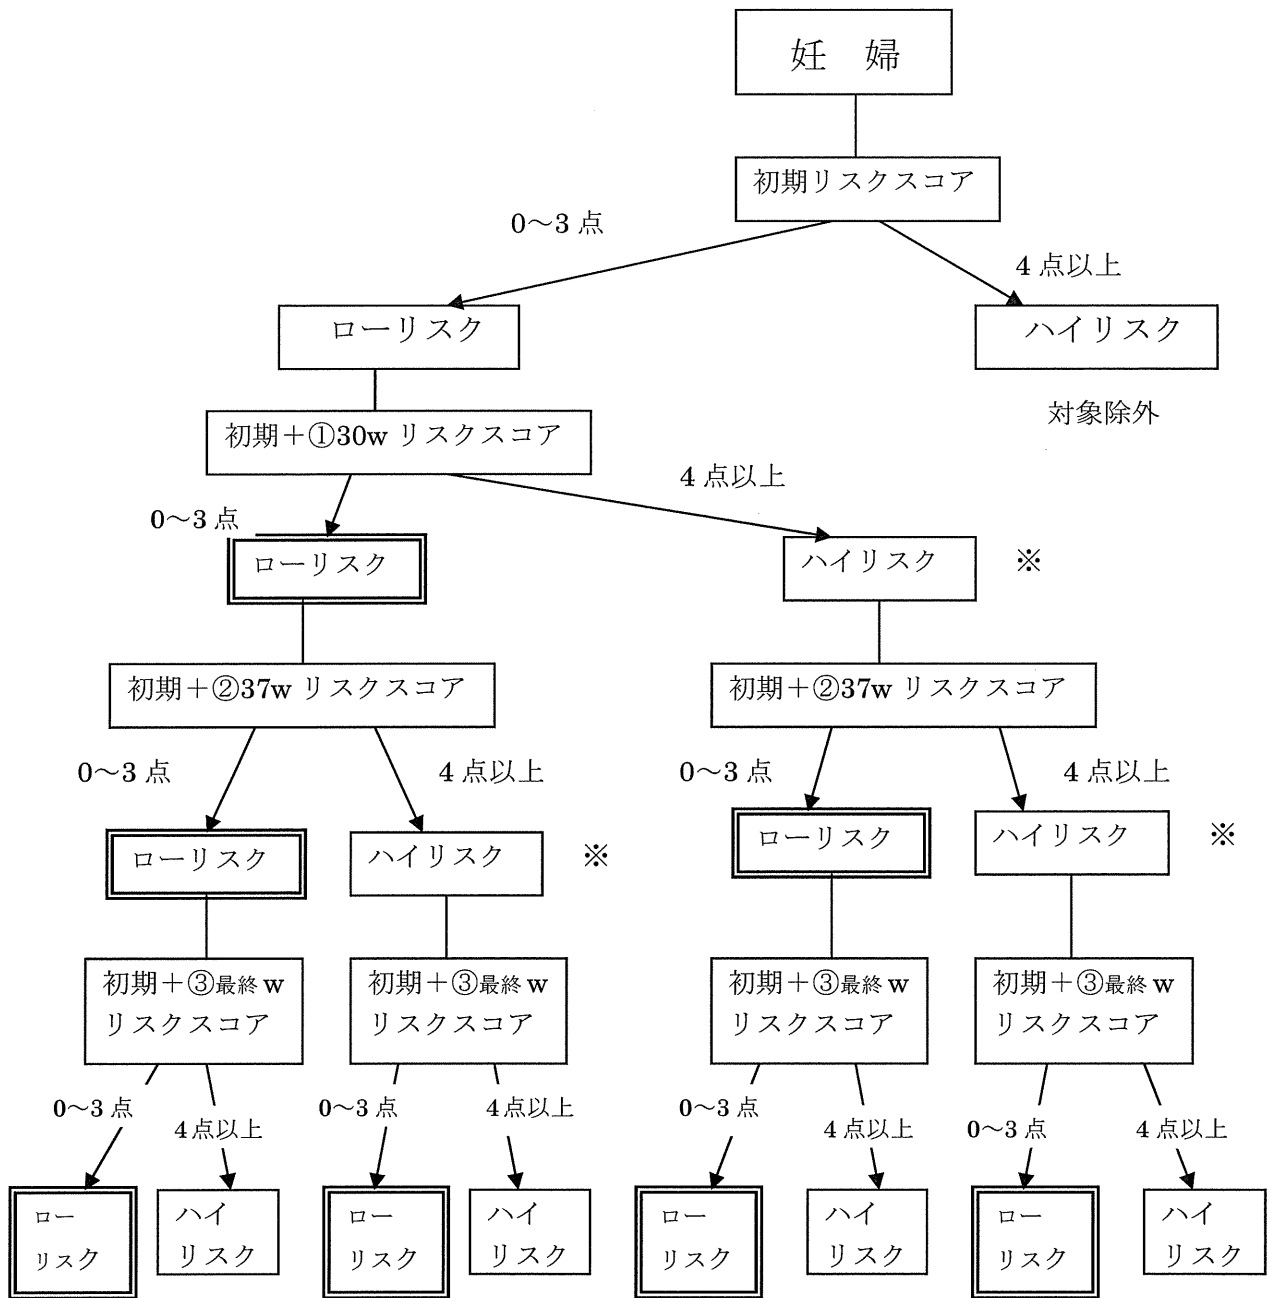 妊 婦
初期リスクスコア
0～3 点
4 点以上
ローリスク
ハイリスク
対象除外
初期＋①30w リスクスコア
0～3 点
4 点以上
ローリスク
ハイリスク
※
初期＋②37w リスクスコア
初期＋②37w リスクスコア
0～3 点
4 点以上
0～3 点
4 点以上
ローリスク
ハイリスク
※
ローリスク
ハイリスク
※
初期＋③最終 w
リスクスコア
初期＋③最終 w
リスクスコア
初期＋③最終 w
リスクスコア
初期＋③最終 w
リスクスコア
0～3 点
4 点以上
0～3 点
4 点以上
0～3 点
4 点以上
0～3 点
4 点以上
ロー
リスク
ハイ
リスク
ロー
リスク
ハイ
リスク
ロー
リスク
ハイ
リスク
ロー
リスク
ハイ
リスク